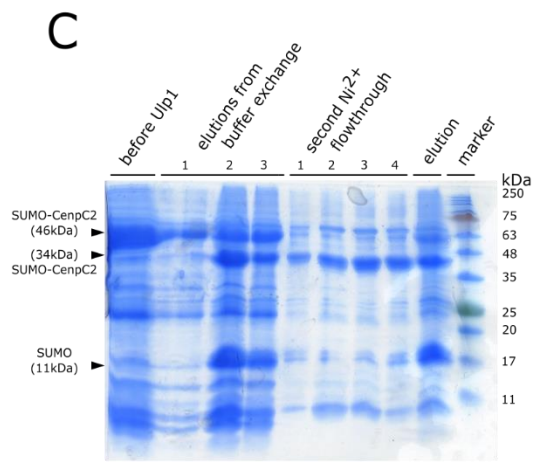 C
before Ulp1
elutions from
buffer exchange
second Ni2+
flowthrough
elution
marker
1 2 3 1 2 3 4
kDa
SUMO-CenpC2
(46kDa)
(34kDa)
SUMO-CenpC2
SUMO
(11kDa)
250
75
63
48
35
25
20
17
11